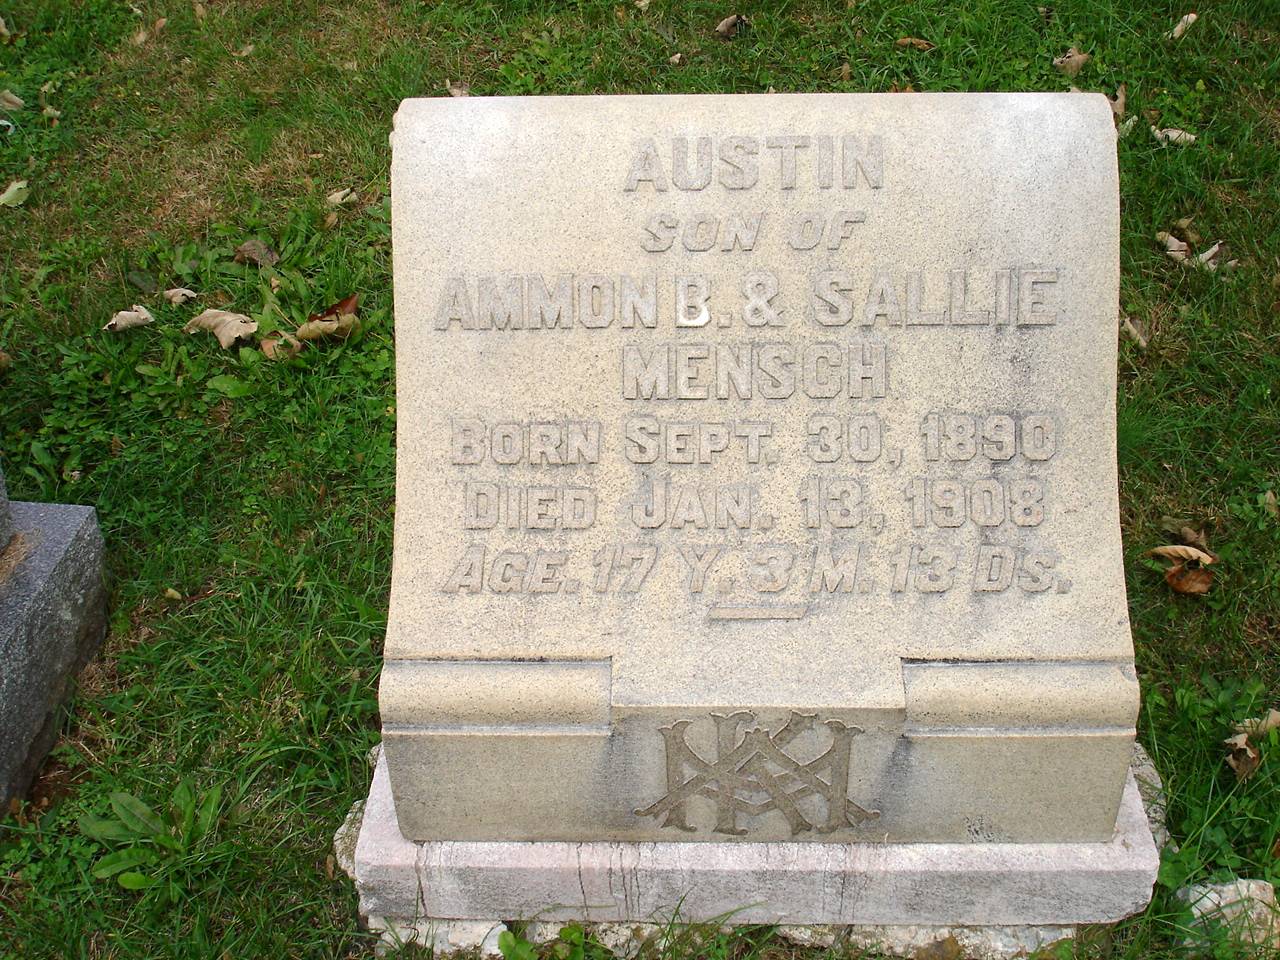 AUSTIN
SON OF
AMMON B. & SALLIE
MENSCH
BORN SEPT. 30, 1890
DIED JAN. 13, 1908
AGE. 17 Y. 3 M. 13 DS.